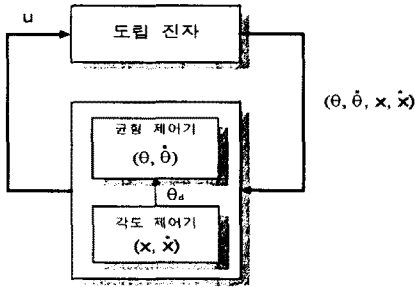 u
도립 진자
(θ, θ̇, x, ẋ)
균형 제어기
(θ, θ̇)
θd
각도 제어기
(x, ẋ)